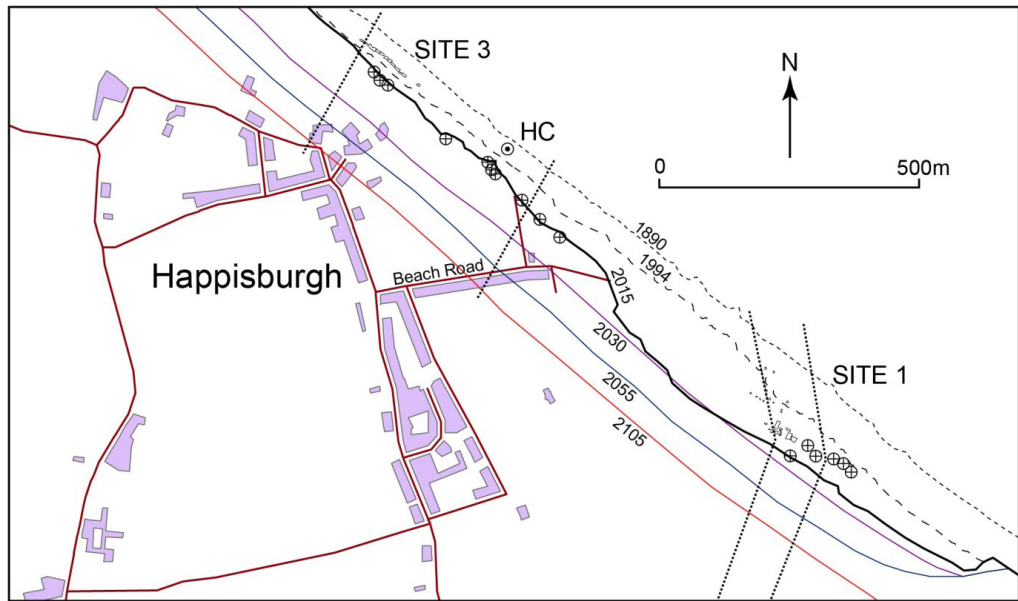 SITE 3
N
HC
0
500m
1890
1994
Beach Road
2015
Happisburgh
2030
SITE 1
2055
2105